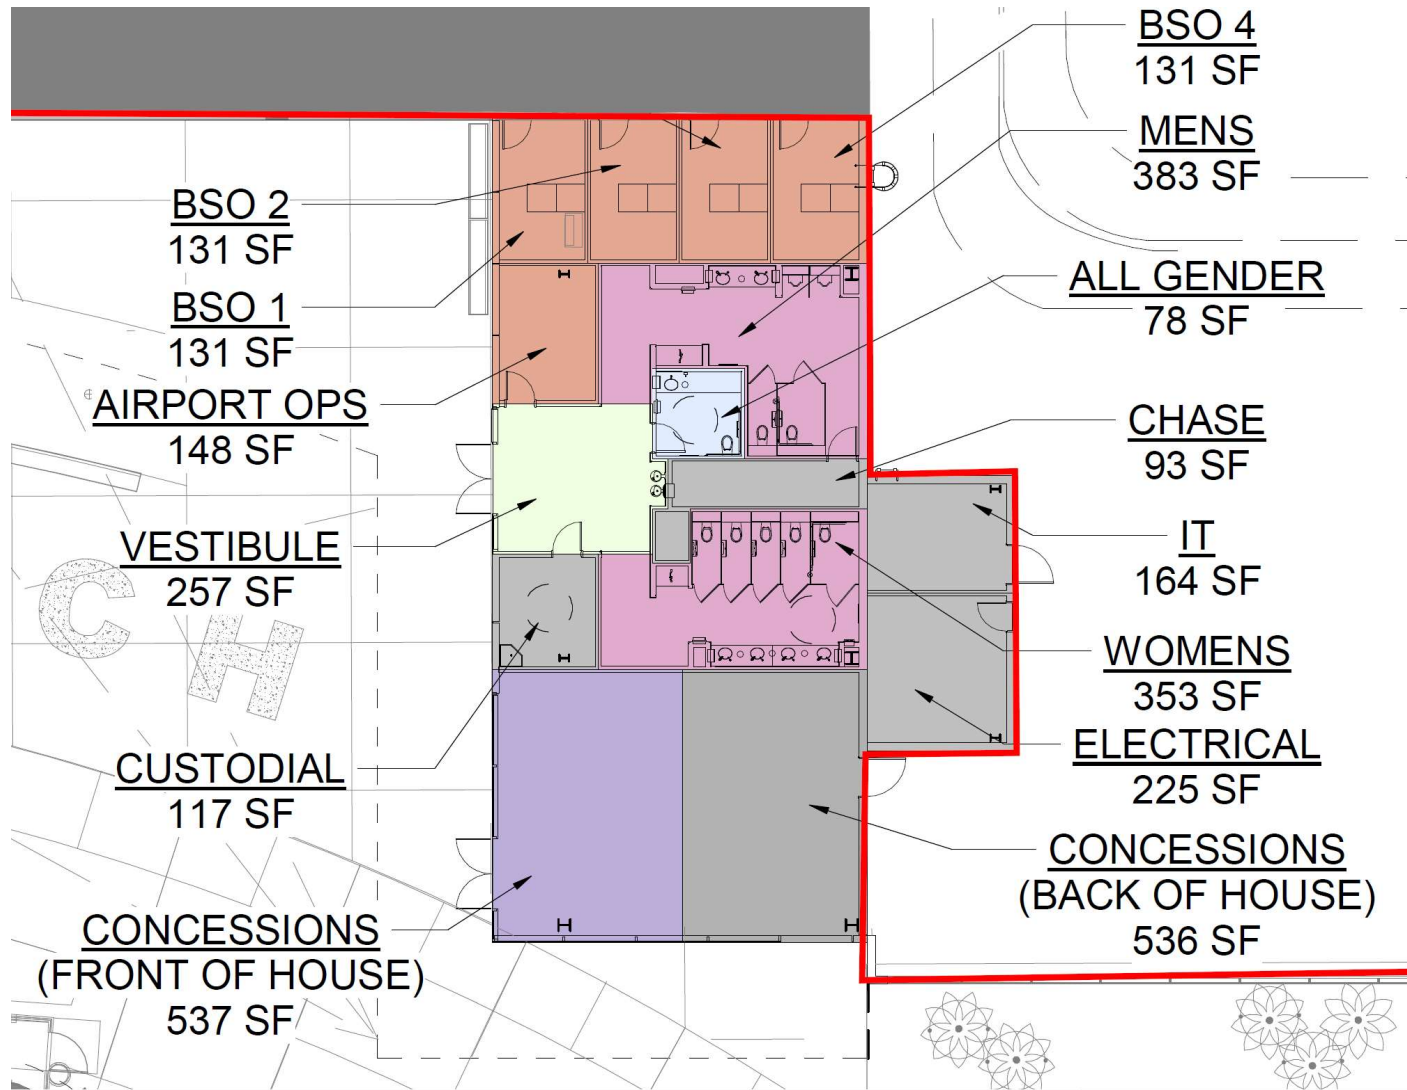 BSO 4
131 SF
MENS
383 SF
BSO 2
131 SF
ALL GENDER
78 SF
BSO 1
131 SF
AIRPORT OPS
148 SF
CHASE
93 SF
VESTIBULE
257 SF
IT
164 SF
C H
WOMENS
353 SF
ELECTRICAL
225 SF
CUSTODIAL
117 SF
CONCESSIONS
(BACK OF HOUSE)
536 SF
CONCESSIONS
(FRONT OF HOUSE)
537 SF